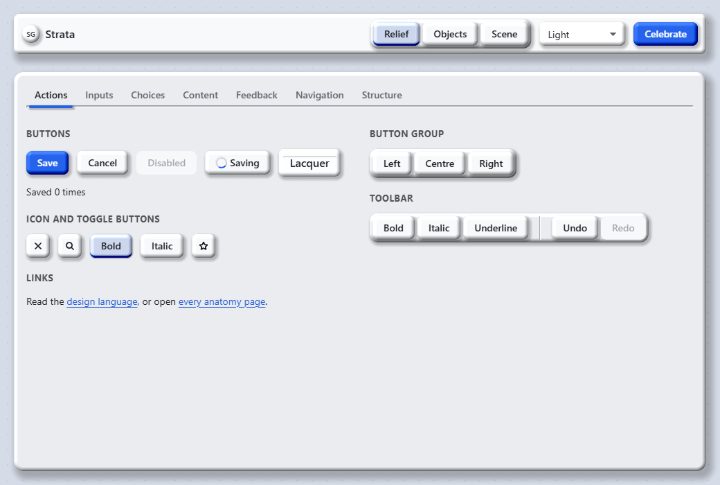 SG Strata Relief Objects Scene Light Celebrate
Actions Inputs Choices Content Feedback Navigation Structure
BUTTONS
Save Cancel Disabled Saving Lacquer
Saved 0 times
ICON AND TOGGLE BUTTONS
Bold Italic
LINKS
Read the design language, or open every anatomy page.
BUTTON GROUP
Left Centre Right
TOOLBAR
Bold Italic Underline Undo Redo